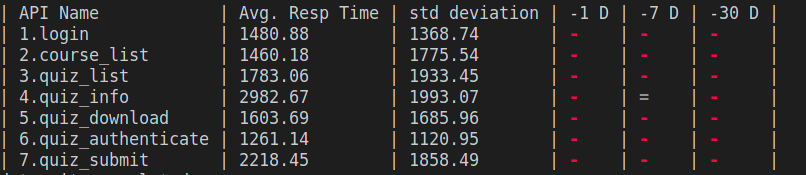 | API Name | Avg. Resp Time | std deviation | -1 D | -7 D | -30 D |
| 1.login | 1480.88 | 1368.74 | - | - | - |
| 2.course_list | 1460.18 | 1775.54 | - | - | - |
| 3.quiz_list | 1783.06 | 1933.45 | - | - | - |
| 4.quiz_info | 2982.67 | 1993.07 | - | = | - |
| 5.quiz_download | 1603.69 | 1685.96 | - | - | - |
| 6.quiz_authenticate | 1261.14 | 1120.95 | - | - | - |
| 7.quiz_submit | 2218.45 | 1858.49 | - | - | - |